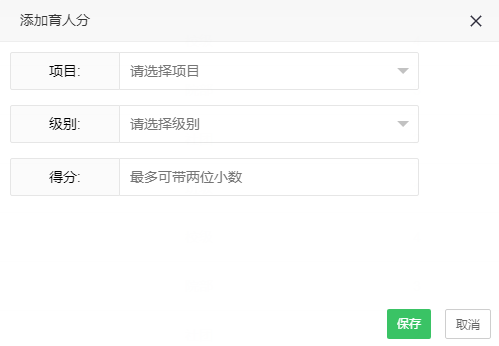 添加育人分
项目: 请选择项目
级别: 请选择级别
得分: 最多可带两位小数
保存 取消